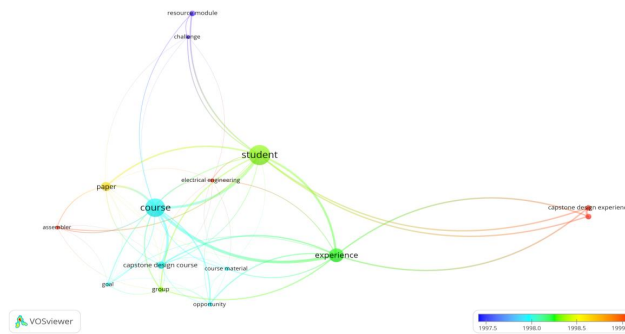 resource module
challenge
student
electrical engineering
paper
course
capstone design experien
assembler
experience
capstone design course
course material
goal
group
opportunity
VOSviewer
1997.5 1998.0 1998.5 1999